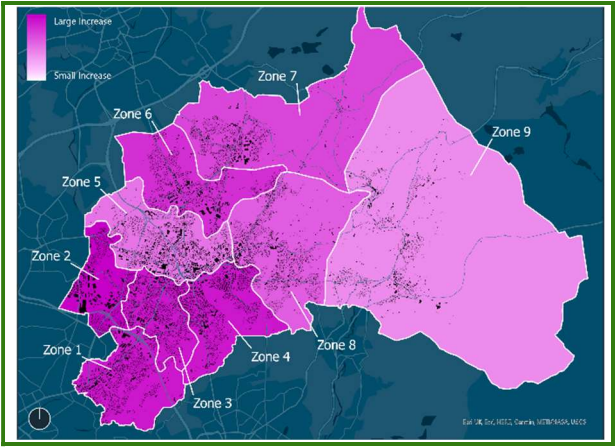 Large Increase
Small Increase
Zone 7
Zone 6
Zone 9
Zone 5
Zone 2
Zone 1
Zone 4
Zone 8
Zone 3
Esri UK, Esri, HERE, Garmin, METI/NASA, USGS